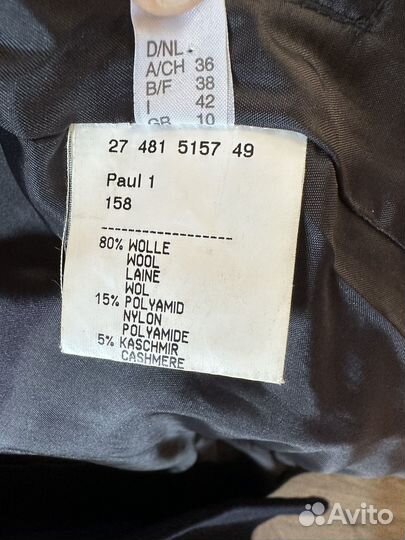 D/NL
A/CH 36
B/F 38
I 42
GB 10
27 481 5157 49
Paul 1
158
80% WOLLE
WOOL
LAINE
WOL
15% POLYAMID
NYLON
POLYAMIDE
5% KASCHMIR
CASHMERE
Avito